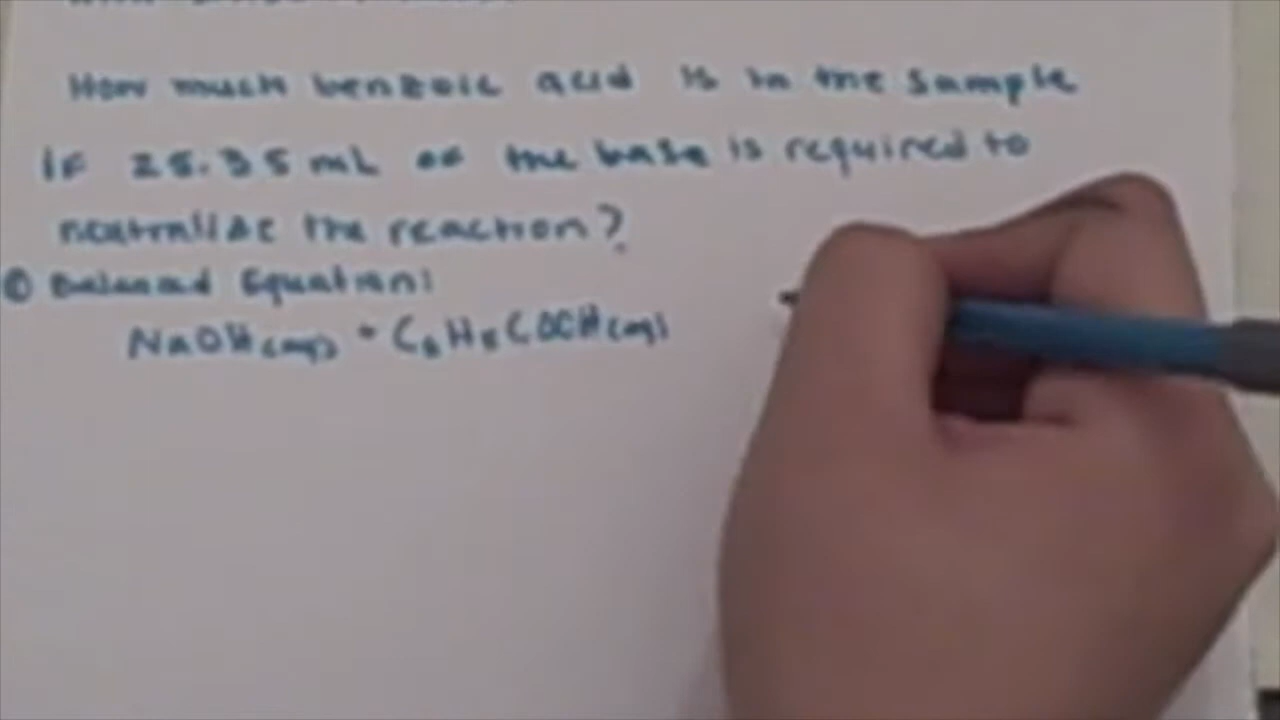 How much benzoic acid is in the sample
if 25.35 mL of the base is required to
neutralize the reaction?
① Balanced Equation:
NaOH(aq) + C₆H₅COOH(aq)